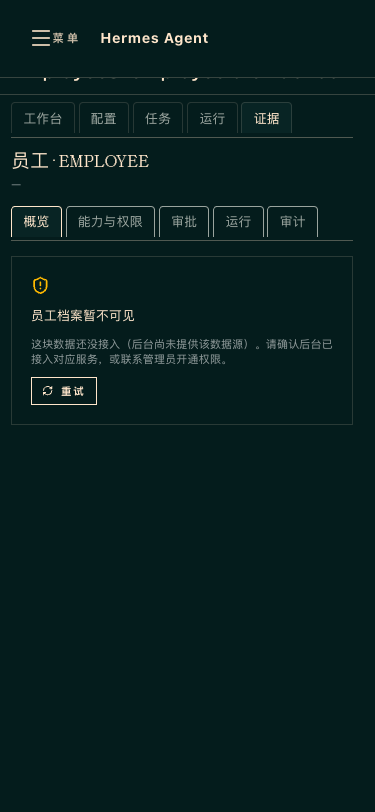 菜单
Hermes Agent
工作台
配置
任务
运行
证据
员工·EMPLOYEE
—
概览
能力与权限
审批
运行
审计
员工档案暂不可见
这块数据还没接入（后台尚未提供该数据源）。请确认后台已
接入对应服务，或联系管理员开通权限。
重试